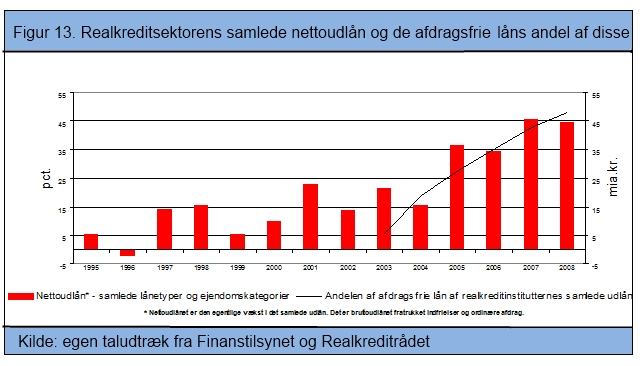 Figur 13. Realkreditsektorens samlede nettoudlån og de afdragsfrie låns andel af disse
55 55
45 45
35 35
25 25
15 15
5 5
-5 -5
pct.
mia.kr.
1995 1996 1997 1998 1999 2000 2001 2002 2003 2004 2005 2006 2007 2008
Nettoudlån* - samlede lånetyper og ejendomskategorier Andelen af afdragsfrie lån af realkreditinstitutternes samlede udlån
* Nettoudlånet er den egentlige vækst i det samlede udlån. Det er bruttoudlånet fratrukket indfrielser og ordinære afdrag.
Kilde: egen taludtræk fra Finanstilsynet og Realkreditrådet